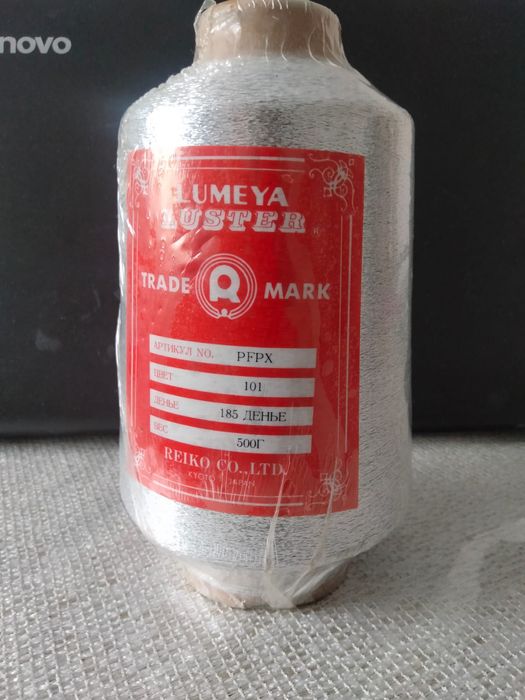 novo
LUMEYA
LUSTER
TRADE R MARK
АРТИКУЛ NO. PFPX
ЦВЕТ 101
ДЕНЬЕ 185 ДЕНЬЕ
ВЕС 500Г
REIKO CO.,LTD.
KYOTO JAPAN